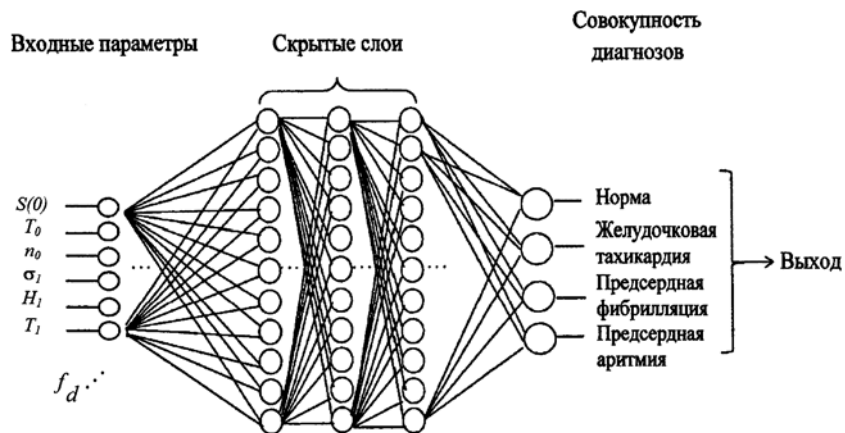 Входные параметры
Скрытые слои
Совокупность
диагнозов
S(0)
T₀
n₀
σ₁
H₁
T₁
f_d
Норма
Желудочковая
тахикардия
Предсердная
фибрилляция
Предсердная
аритмия
Выход